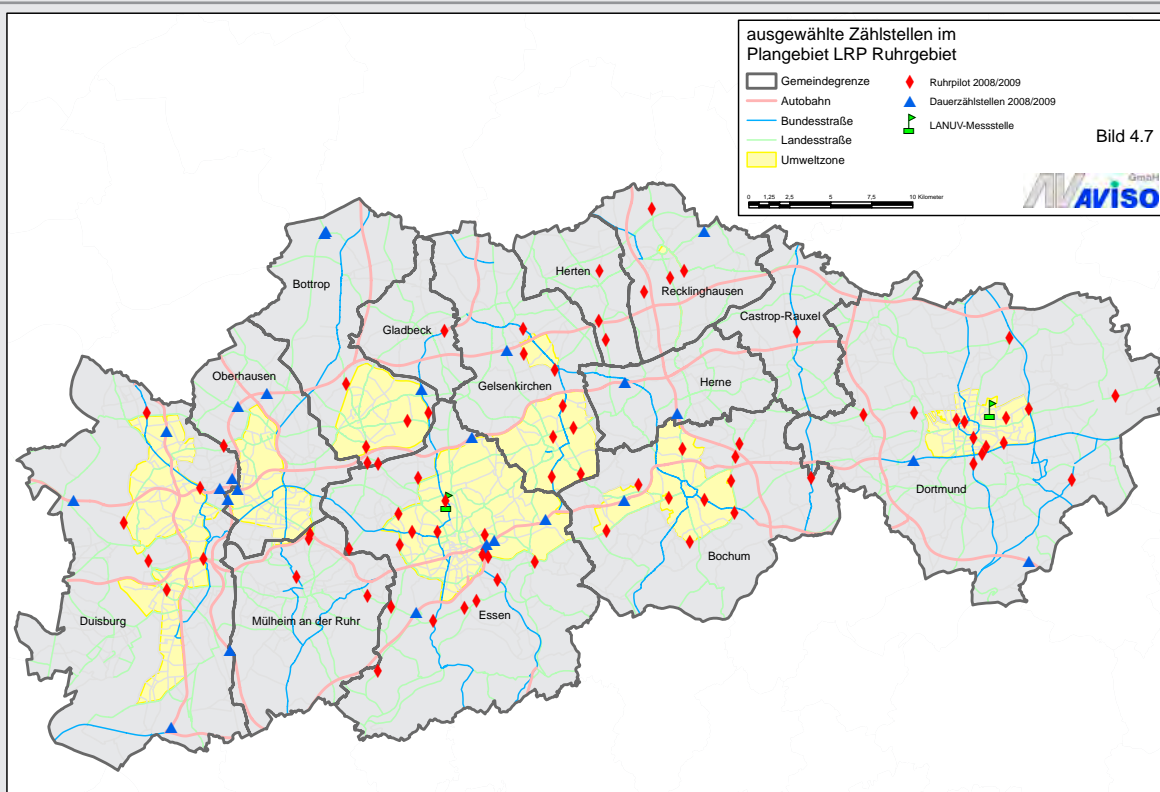 ausgewählte Zählstellen im
Plangebiet LRP Ruhrgebiet
Gemeindegrenze
Autobahn
Bundesstraße
Landesstraße
Umweltzone
Ruhrpilot 2008/2009
Dauerzählstellen 2008/2009
LANUV-Messstelle
Bild 4.7
0 1,25 2,5 5 7,5 10 Kilometer
GmbH
AVISO
Bottrop
Herten
Recklinghausen
Castrop-Rauxel
Gladbeck
Oberhausen
Gelsenkirchen
Herne
Dortmund
Bochum
Duisburg
Mülheim an der Ruhr
Essen